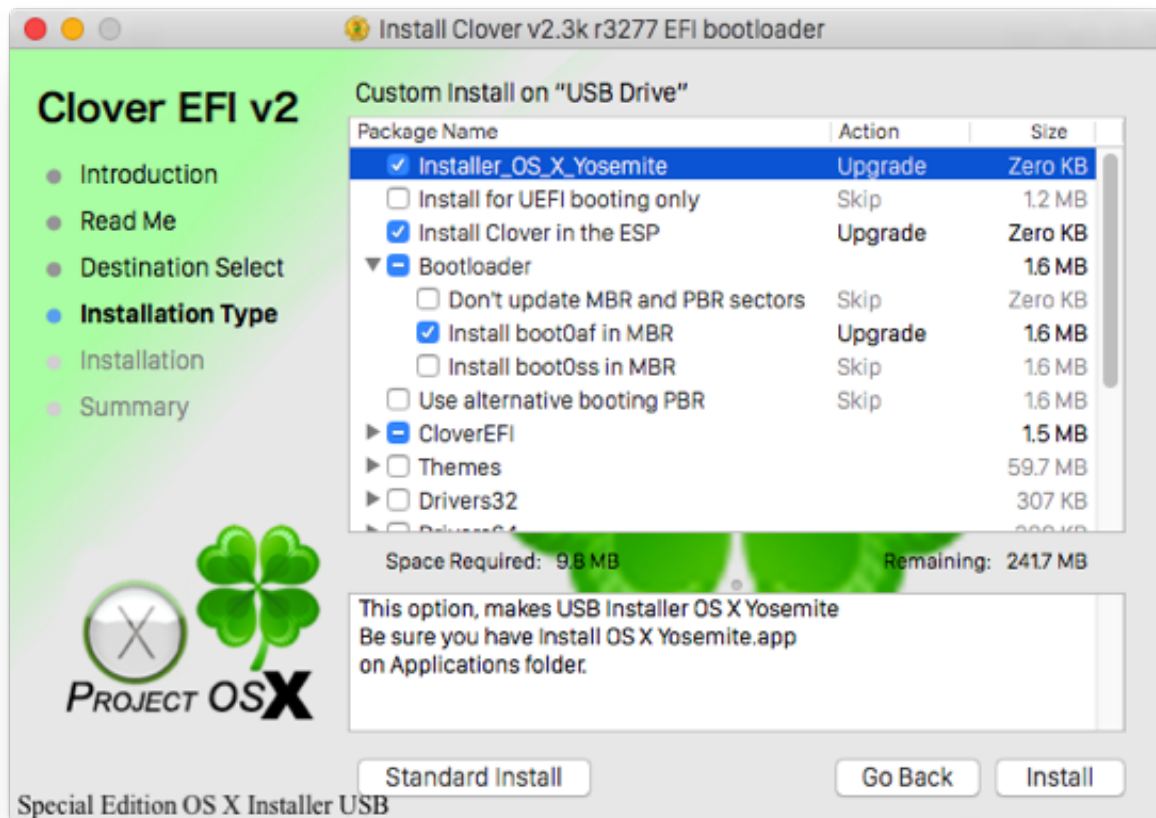 Install Clover v2.3k r3277 EFI bootloader
Clover EFI v2
Introduction
Read Me
Destination Select
Installation Type
Installation
Summary
Custom Install on “USB Drive”
Package Name Action Size
Installer_OS_X_Yosemite Upgrade Zero KB
Install for UEFI booting only Skip 1.2 MB
Install Clover in the ESP Upgrade Zero KB
Bootloader 1.6 MB
Don't update MBR and PBR sectors Skip Zero KB
Install boot0af in MBR Upgrade 1.6 MB
Install boot0ss in MBR Skip 1.6 MB
Use alternative booting PBR Skip 1.6 MB
CloverEFI 1.5 MB
Themes 59.7 MB
Drivers32 307 KB
Space Required: 9.8 MB Remaining: 241.7 MB
This option, makes USB Installer OS X Yosemite
Be sure you have Install OS X Yosemite.app
on Applications folder.
X
PROJECT OSX
Standard Install Go Back Install
Special Edition OS X Installer USB